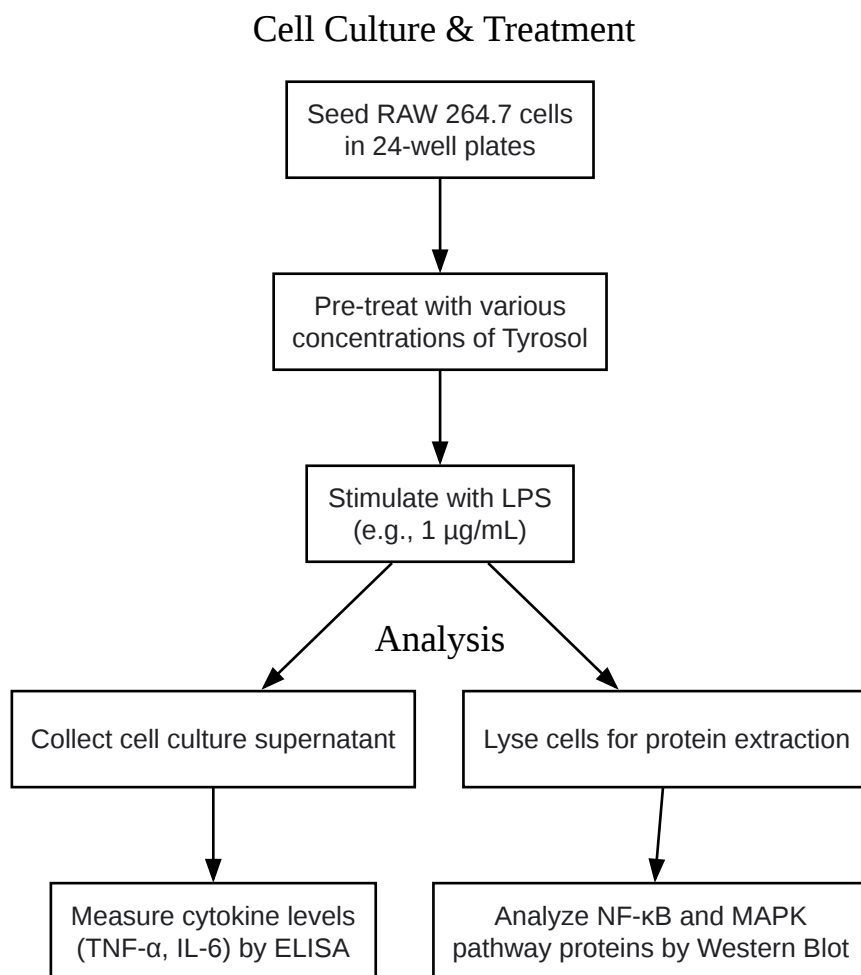 Cell Culture & Treatment
Seed RAW 264.7 cells
in 24-well plates
Pre-treat with various
concentrations of Tyrosol
Stimulate with LPS
(e.g., 1 µg/mL)
Analysis
Collect cell culture supernatant
Lyse cells for protein extraction
Measure cytokine levels
(TNF-α, IL-6) by ELISA
Analyze NF-κB and MAPK
pathway proteins by Western Blot